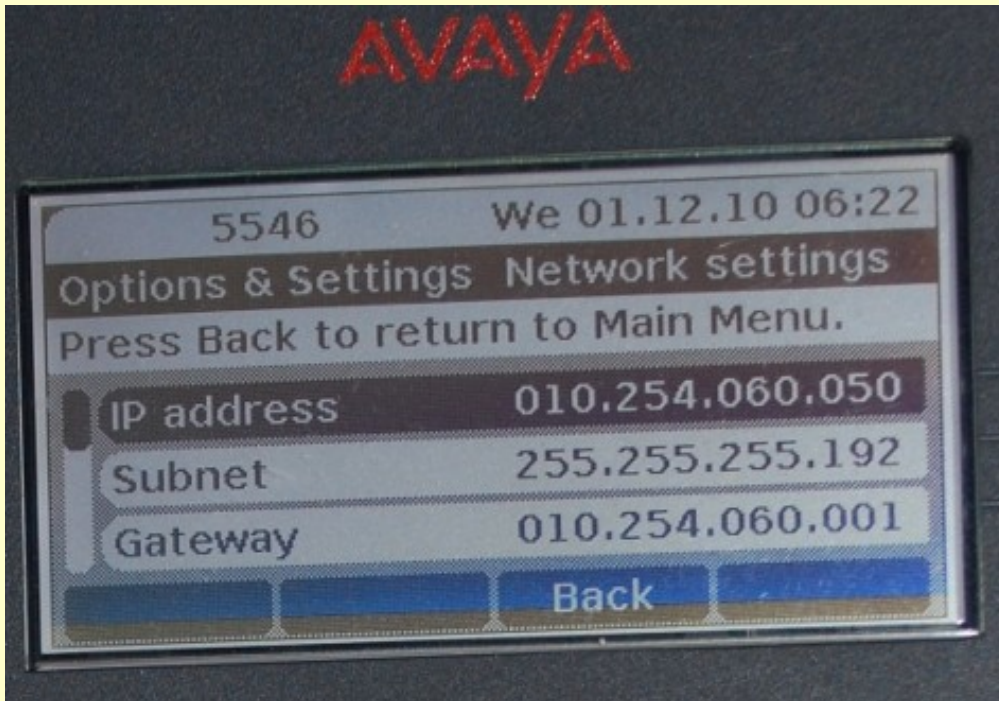 AVAYA
5546 We 01.12.10 06:22
Options & Settings Network settings
Press Back to return to Main Menu.
IP address 010.254.060.050
Subnet 255.255.255.192
Gateway 010.254.060.001
Back